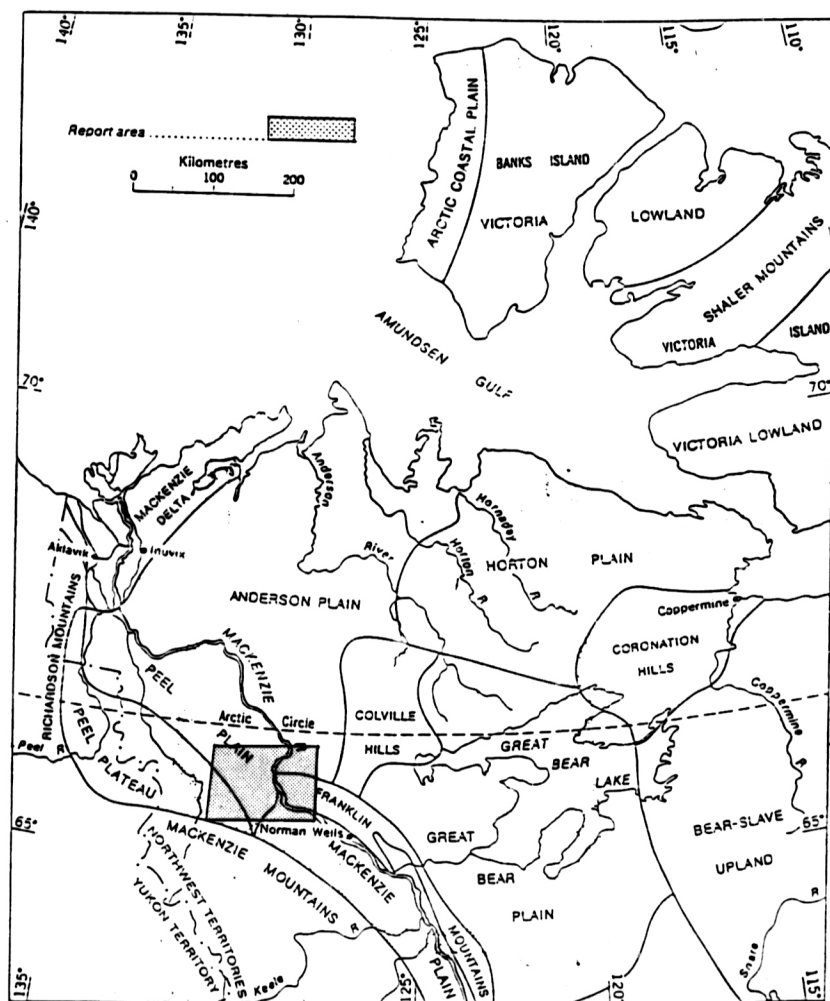 140°
135°
130°
125°
120°
115°
110°
Report area
Kilometres
0 100 200
140°
ARCTIC COASTAL PLAIN
BANKS ISLAND
VICTORIA
LOWLAND
SHALER MOUNTAINS
VICTORIA
ISLAND
AMUNDSEN
GULF
70°
70°
VICTORIA LOWLAND
MACKENZIE
DELTA
Anderson
River
Hornaday
R
Horton
R
HORTON PLAIN
Aklavik
Inuvik
ANDERSON PLAIN
Coppermine
CORONATION
HILLS
RICHARDSON MOUNTAINS
PEEL
MACKENZIE
PLAIN
COLVILLE
HILLS
Arctic Circle
GREAT
BEAR
LAKE
Coppermine
R
Peel R
PEEL
PLATEAU
FRANKLIN
65°
65°
Norman Wells
MACKENZIE
MOUNTAINS
MACKENZIE
GREAT
BEAR
PLAIN
BEAR-SLAVE
UPLAND
NORTHWEST TERRITORIES
YUKON TERRITORY
Keele
R
MOUNTAINS
PLAIN
Snare
R
135°
125°
120°
115°